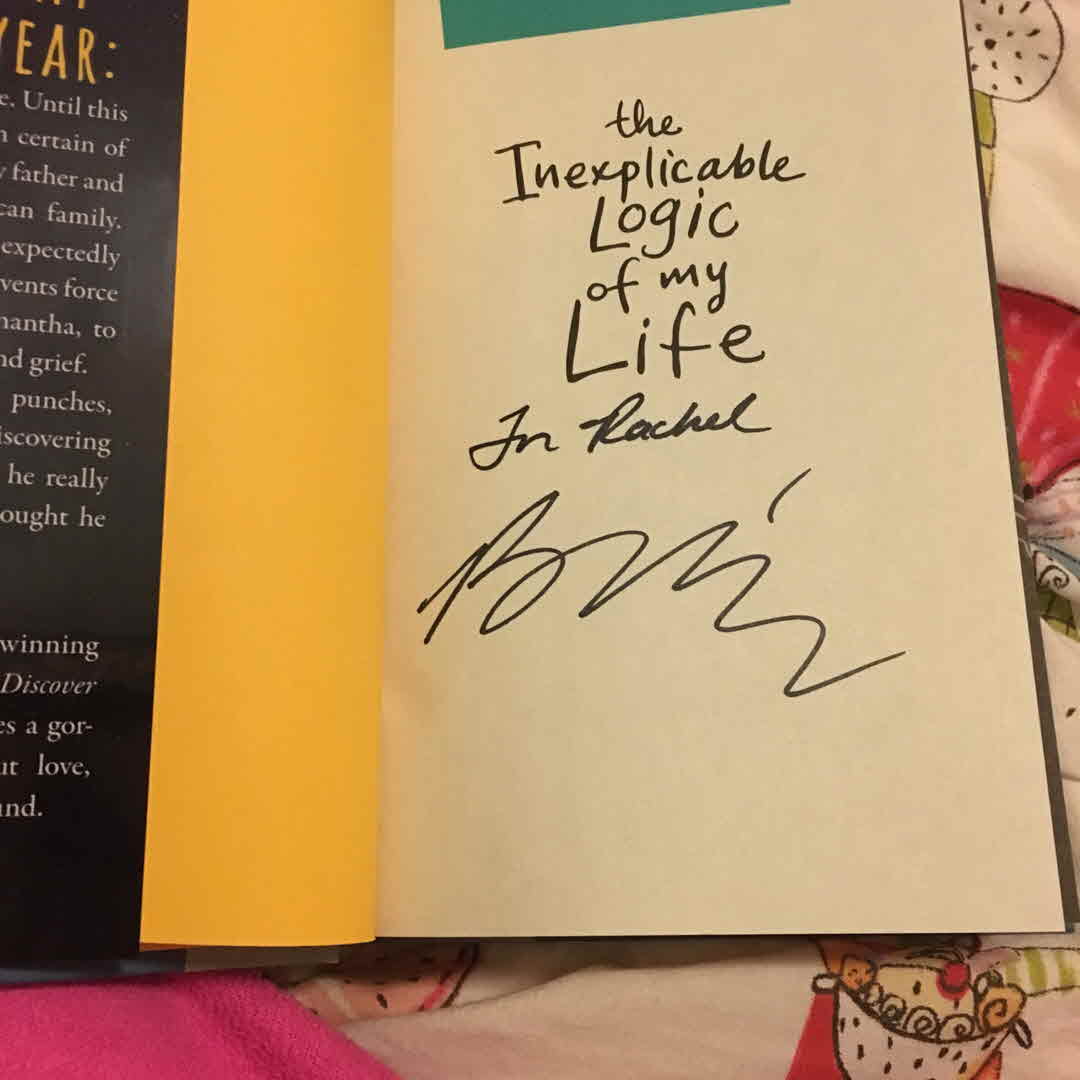 YEAR:
e. Until this
certain of
father and
can family.
expectedly
vents force
mantha, to
nd grief.
punches,
iscovering
he really
ought he
winning
Discover
es a gor-
ut love,
and.
the
Inexplicable
Logic
of my
Life
For Rachel